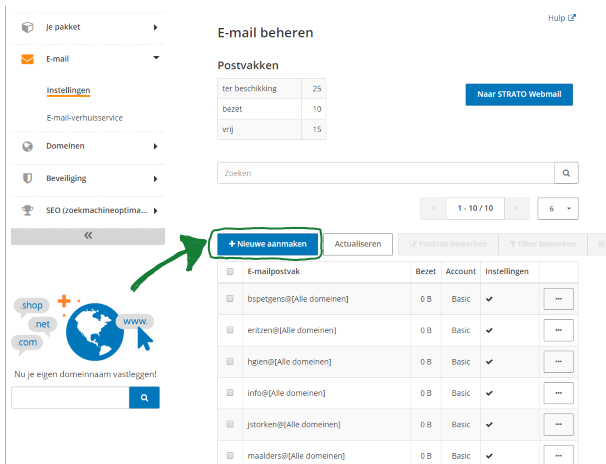 Je pakket
E-mail
Instellingen
E-mail-verhuisservice
Domeinen
Beveiliging
SEO (zoekmachineoptima...
«
shop
.net
.com
www.
Nu je eigen domeinnaam vastleggen!
Hulp
E-mail beheren
Postvakken
ter beschikking 25
bezet 10
vrij 15
Naar STRATO Webmail
Zoeken
1 - 10 / 10
6
+ Nieuwe aanmaken Actualiseren Postvak bewerken Filter bewerken
E-mailpostvak Bezet Account Instellingen
bspetgens@[Alle domeinen] 0 B Basic ✔ ...
eritzen@[Alle domeinen] 0 B Basic ✔ ...
hgien@[Alle domeinen] 0 B Basic ✔ ...
info@[Alle domeinen] 0 B Basic ✔ ...
jstorken@[Alle domeinen] 0 B Basic ✔ ...
maalders@[Alle domeinen] 0 B Basic ✔ ...